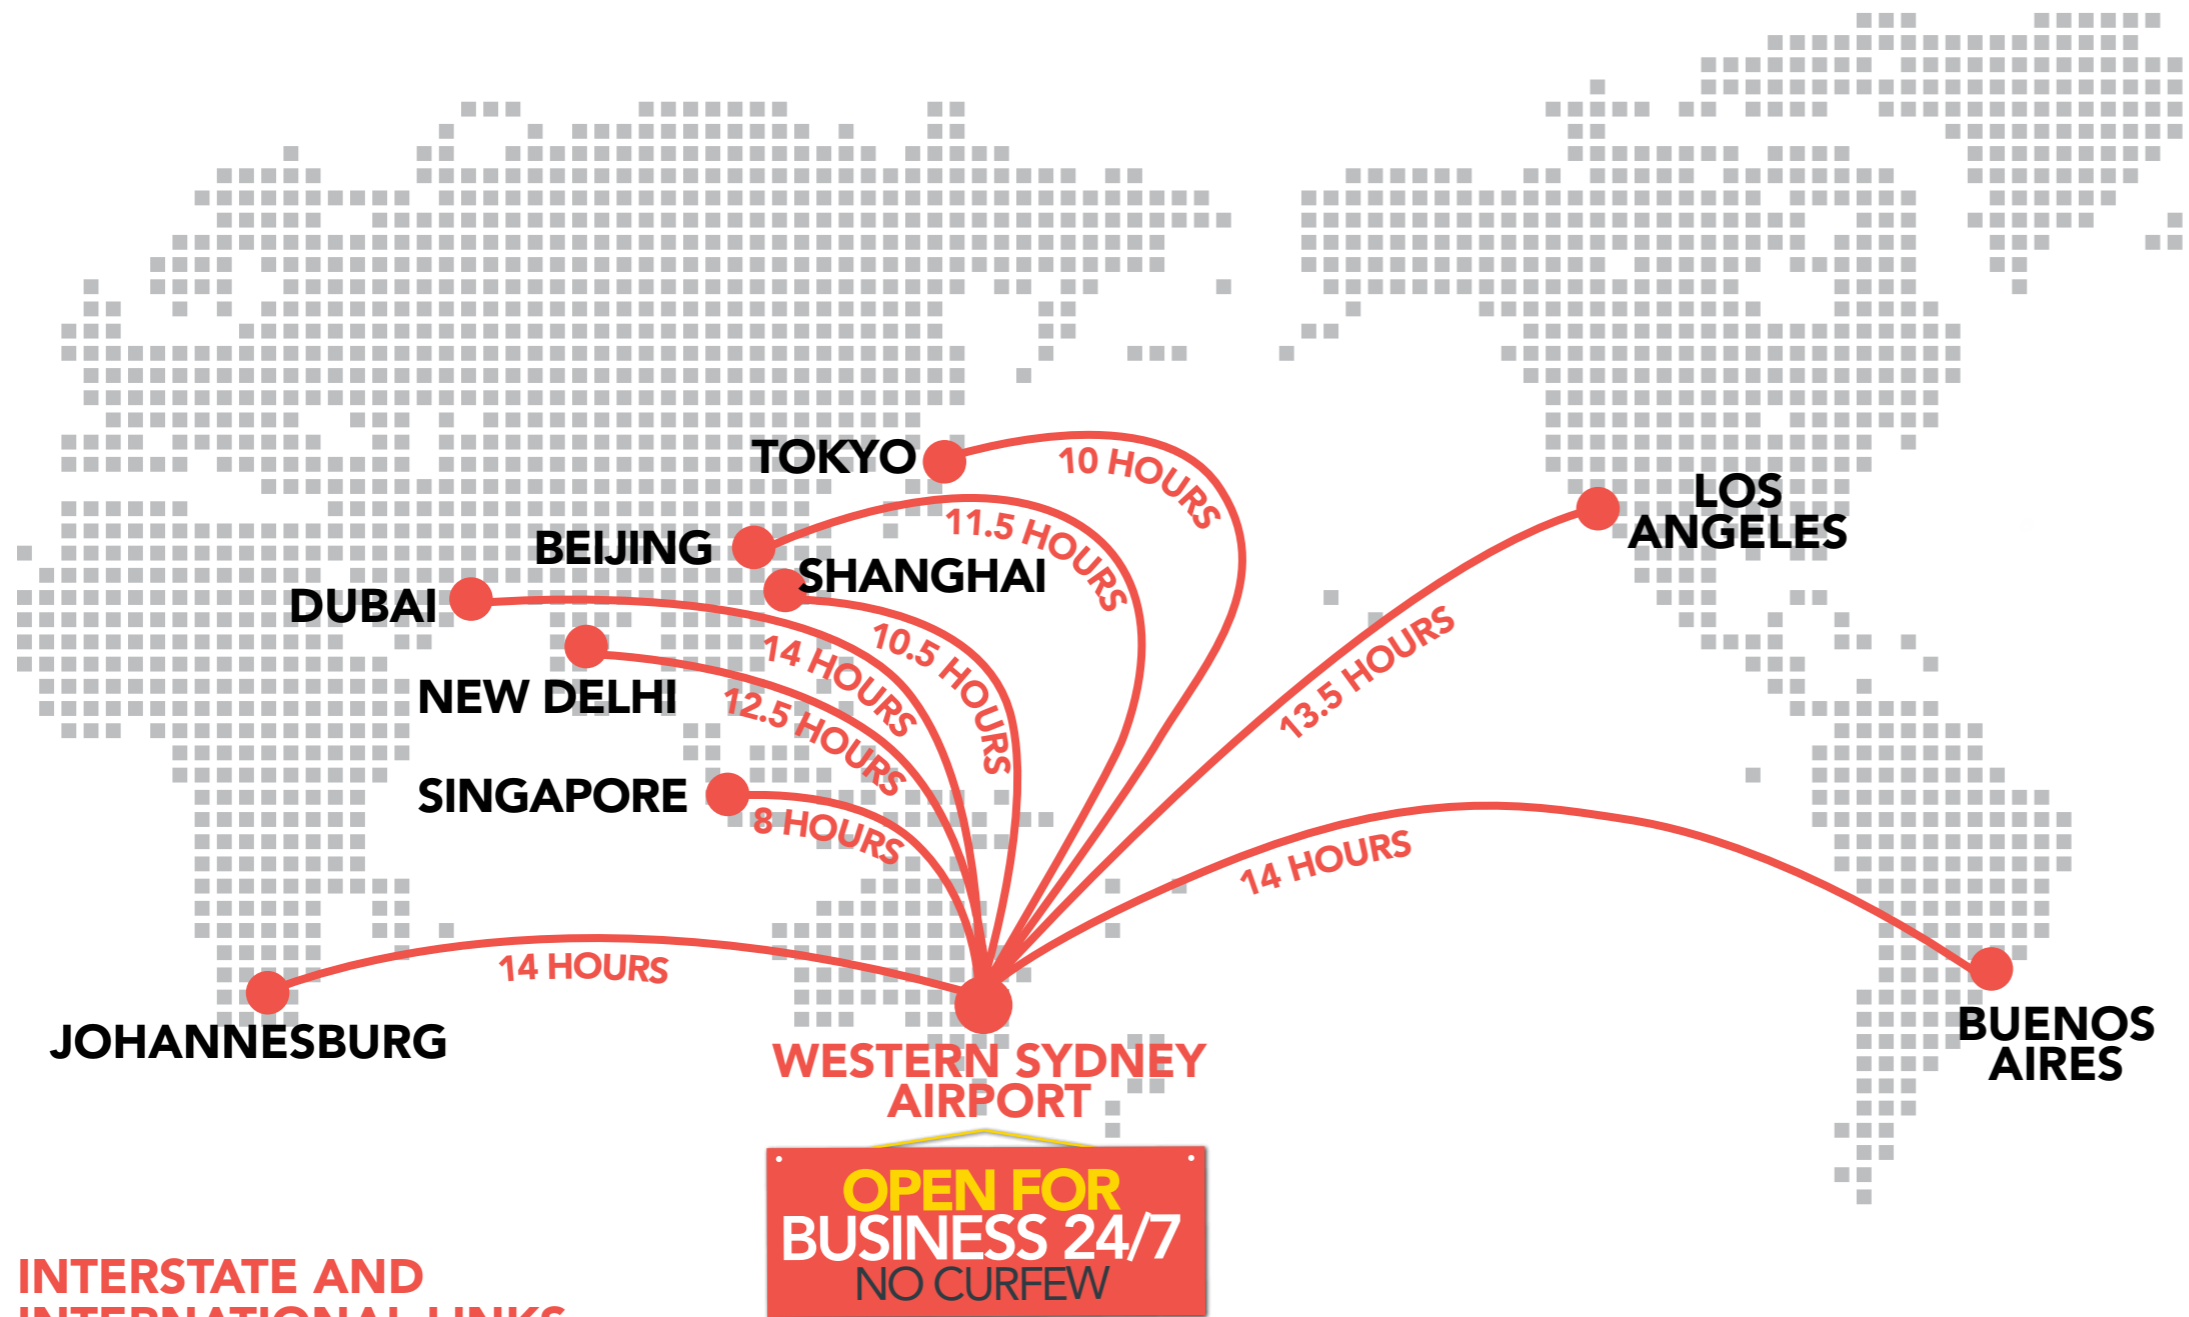 TOKYO
10 HOURS
LOS
ANGELES
11.5 HOURS
BEIJING
SHANGHAI
DUBAI
10.5 HOURS
14 HOURS
13.5 HOURS
NEW DELHI
12.5 HOURS
SINGAPORE
8 HOURS
14 HOURS
14 HOURS
JOHANNESBURG
BUENOS
AIRES
WESTERN SYDNEY
AIRPORT
OPEN FOR
BUSINESS 24/7
NO CURFEW
INTERSTATE AND
INTERNATIONAL LINKS